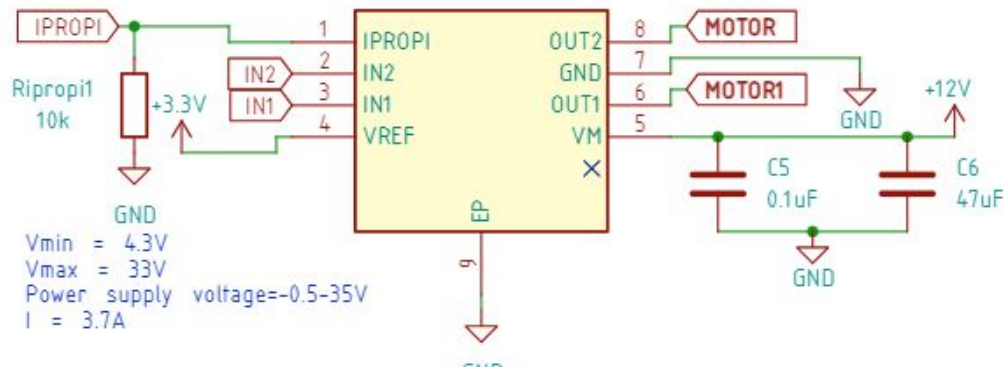 IPROPI
Ripropi1
10k
+3.3V
GND
IN2
IN1
1
2
3
4
IPROPI
IN2
IN1
VREF
OUT2
GND
OUT1
VM
EP
9
8
7
6
5
MOTOR
MOTOR1
GND
+12V
C5
0.1uF
C6
47uF
GND
GND
Vmin = 4.3V
Vmax = 33V
Power supply voltage=-0.5-35V
I = 3.7A